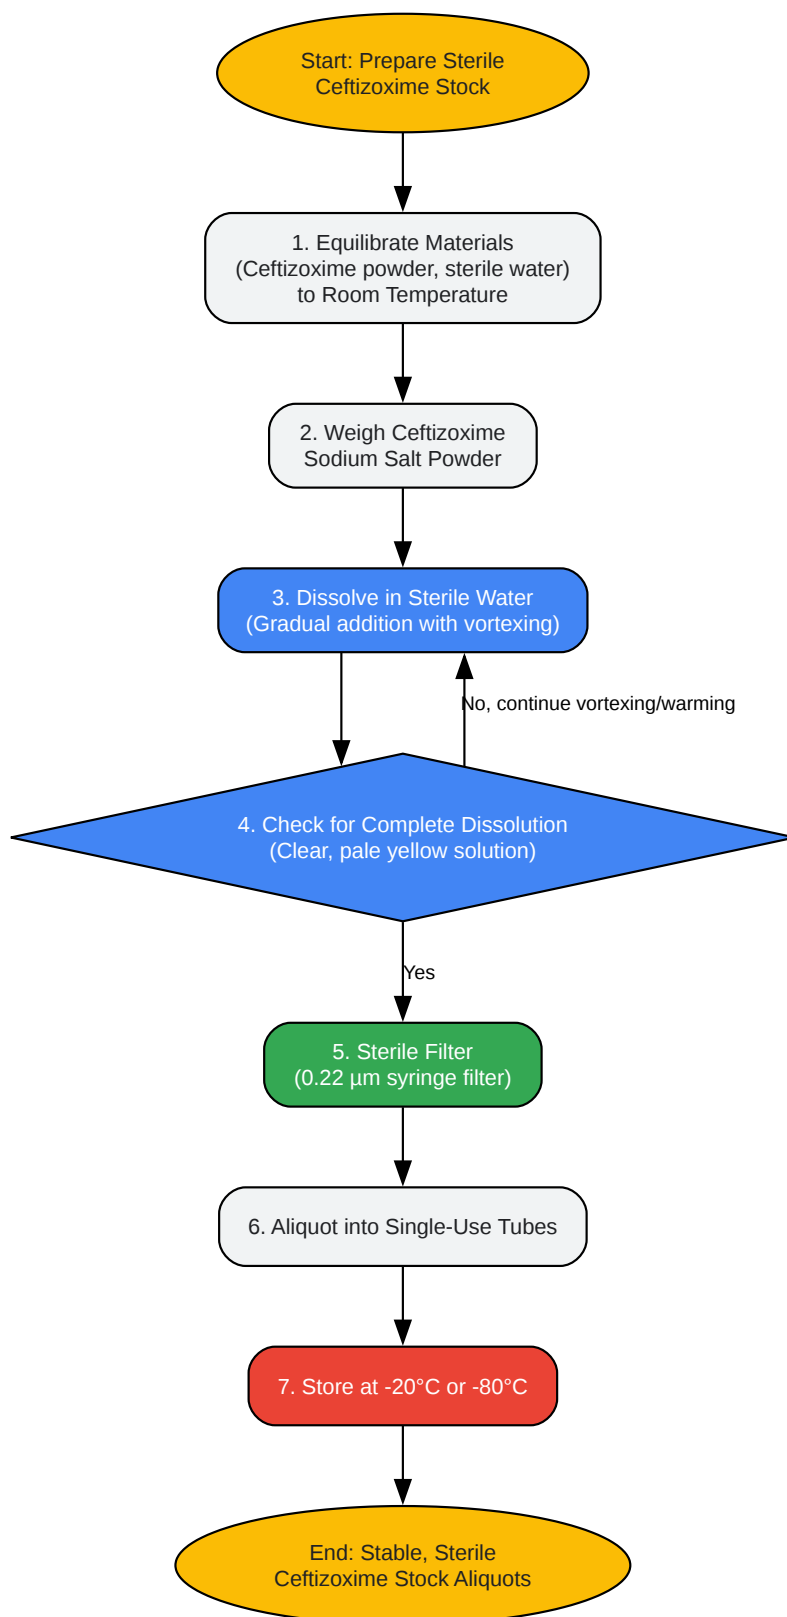 Start: Prepare Sterile
Ceftizoxime Stock
1. Equilibrate Materials
(Ceftizoxime powder, sterile water)
to Room Temperature
2. Weigh Ceftizoxime
Sodium Salt Powder
3. Dissolve in Sterile Water
(Gradual addition with vortexing)
No, continue vortexing/warming
4. Check for Complete Dissolution
(Clear, pale yellow solution)
Yes
5. Sterile Filter
(0.22 µm syringe filter)
6. Aliquot into Single-Use Tubes
7. Store at -20°C or -80°C
End: Stable, Sterile
Ceftizoxime Stock Aliquots